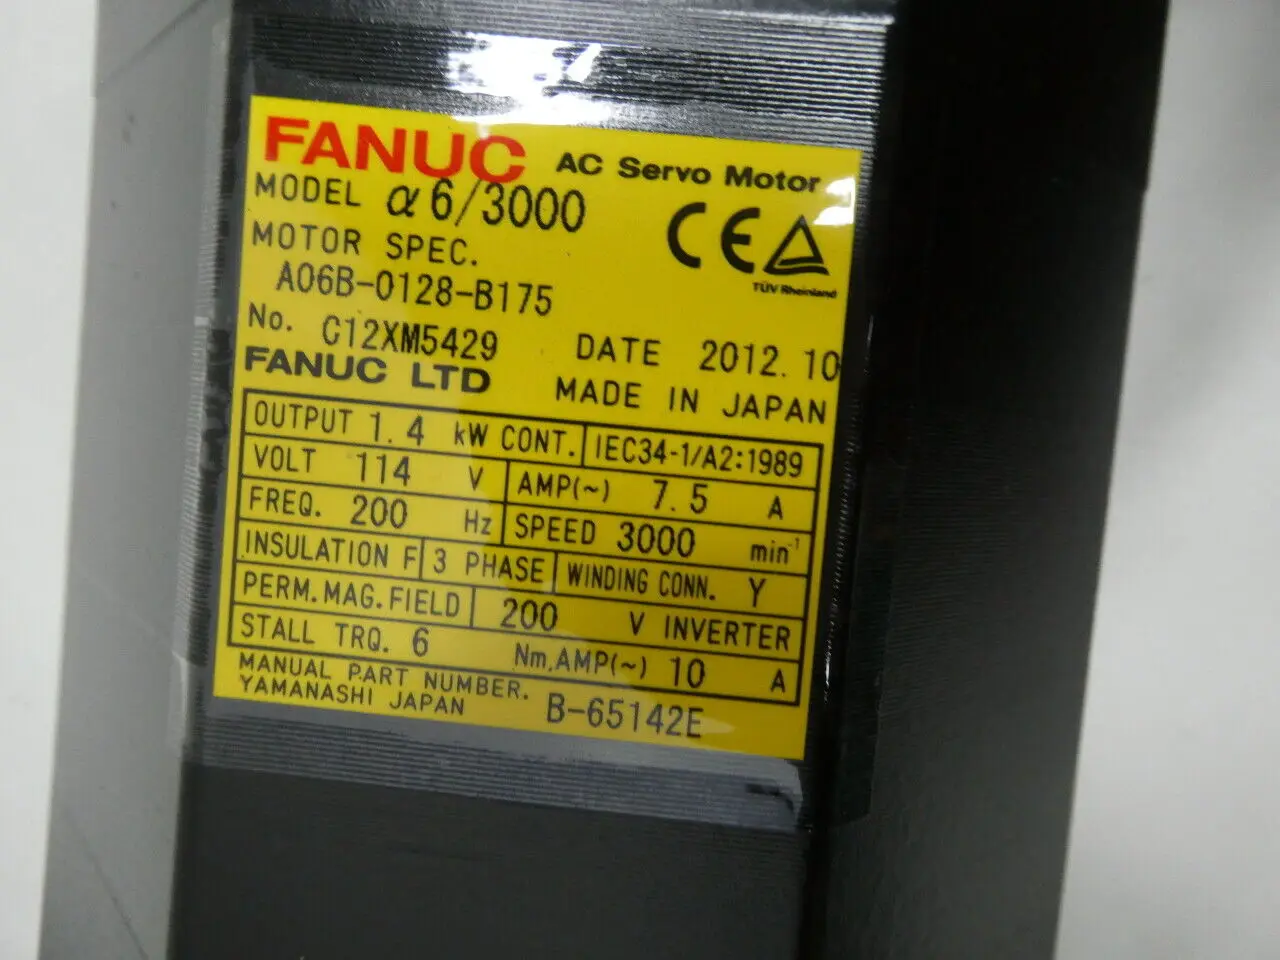 FANUC AC Servo Motor
MODEL α6/3000
MOTOR SPEC.
A06B-0128-B175
CE TÜV Rheinland
No. C12XM5429 DATE 2012.10
FANUC LTD MADE IN JAPAN
OUTPUT 1.4 kW CONT. IEC34-1/A2:1989
VOLT 114 V AMP(~) 7.5 A
FREQ. 200 Hz SPEED 3000 min⁻¹
INSULATION F 3 PHASE WINDING CONN. Y
PERM.MAG.FIELD 200 V INVERTER
STALL TRQ. 6 Nm,AMP(~) 10 A
MANUAL PART NUMBER. B-65142E
YAMANASHI JAPAN